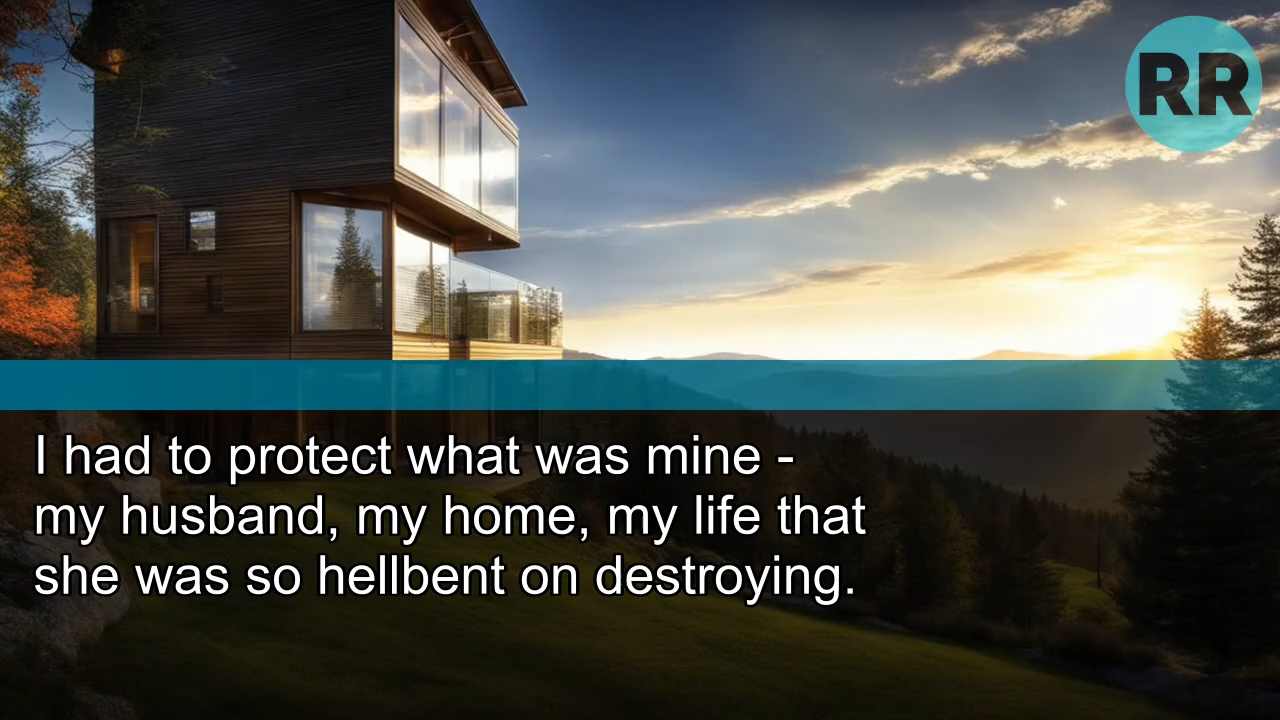 RR
I had to protect what was mine -
my husband, my home, my life that
she was so hellbent on destroying.